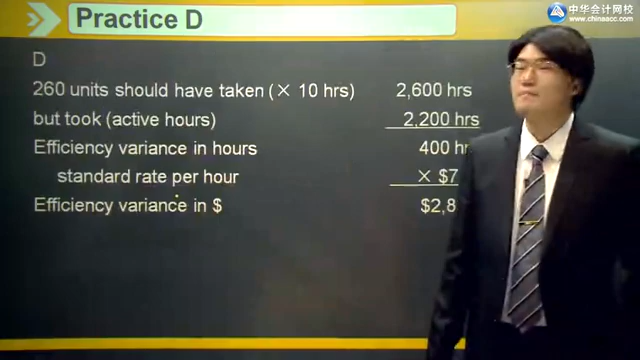 Practice D
中华会计网校
www.chinaacc.com
D
260 units should have taken (× 10 hrs) 2,600 hrs
but took (active hours) 2,200 hrs
Efficiency variance in hours 400 hr
standard rate per hour × $7
Efficiency variance in $ $2,8